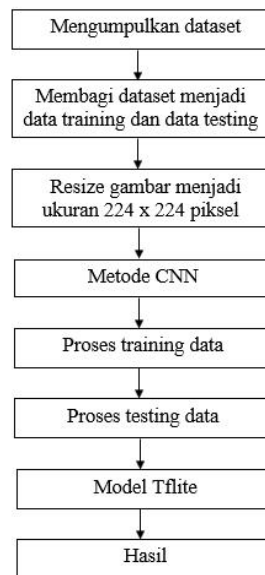 Mengumpulkan dataset
Membagi dataset menjadi
data training dan data testing
Resize gambar menjadi
ukuran 224 x 224 piksel
Metode CNN
Proses training data
Proses testing data
Model Tflite
Hasil